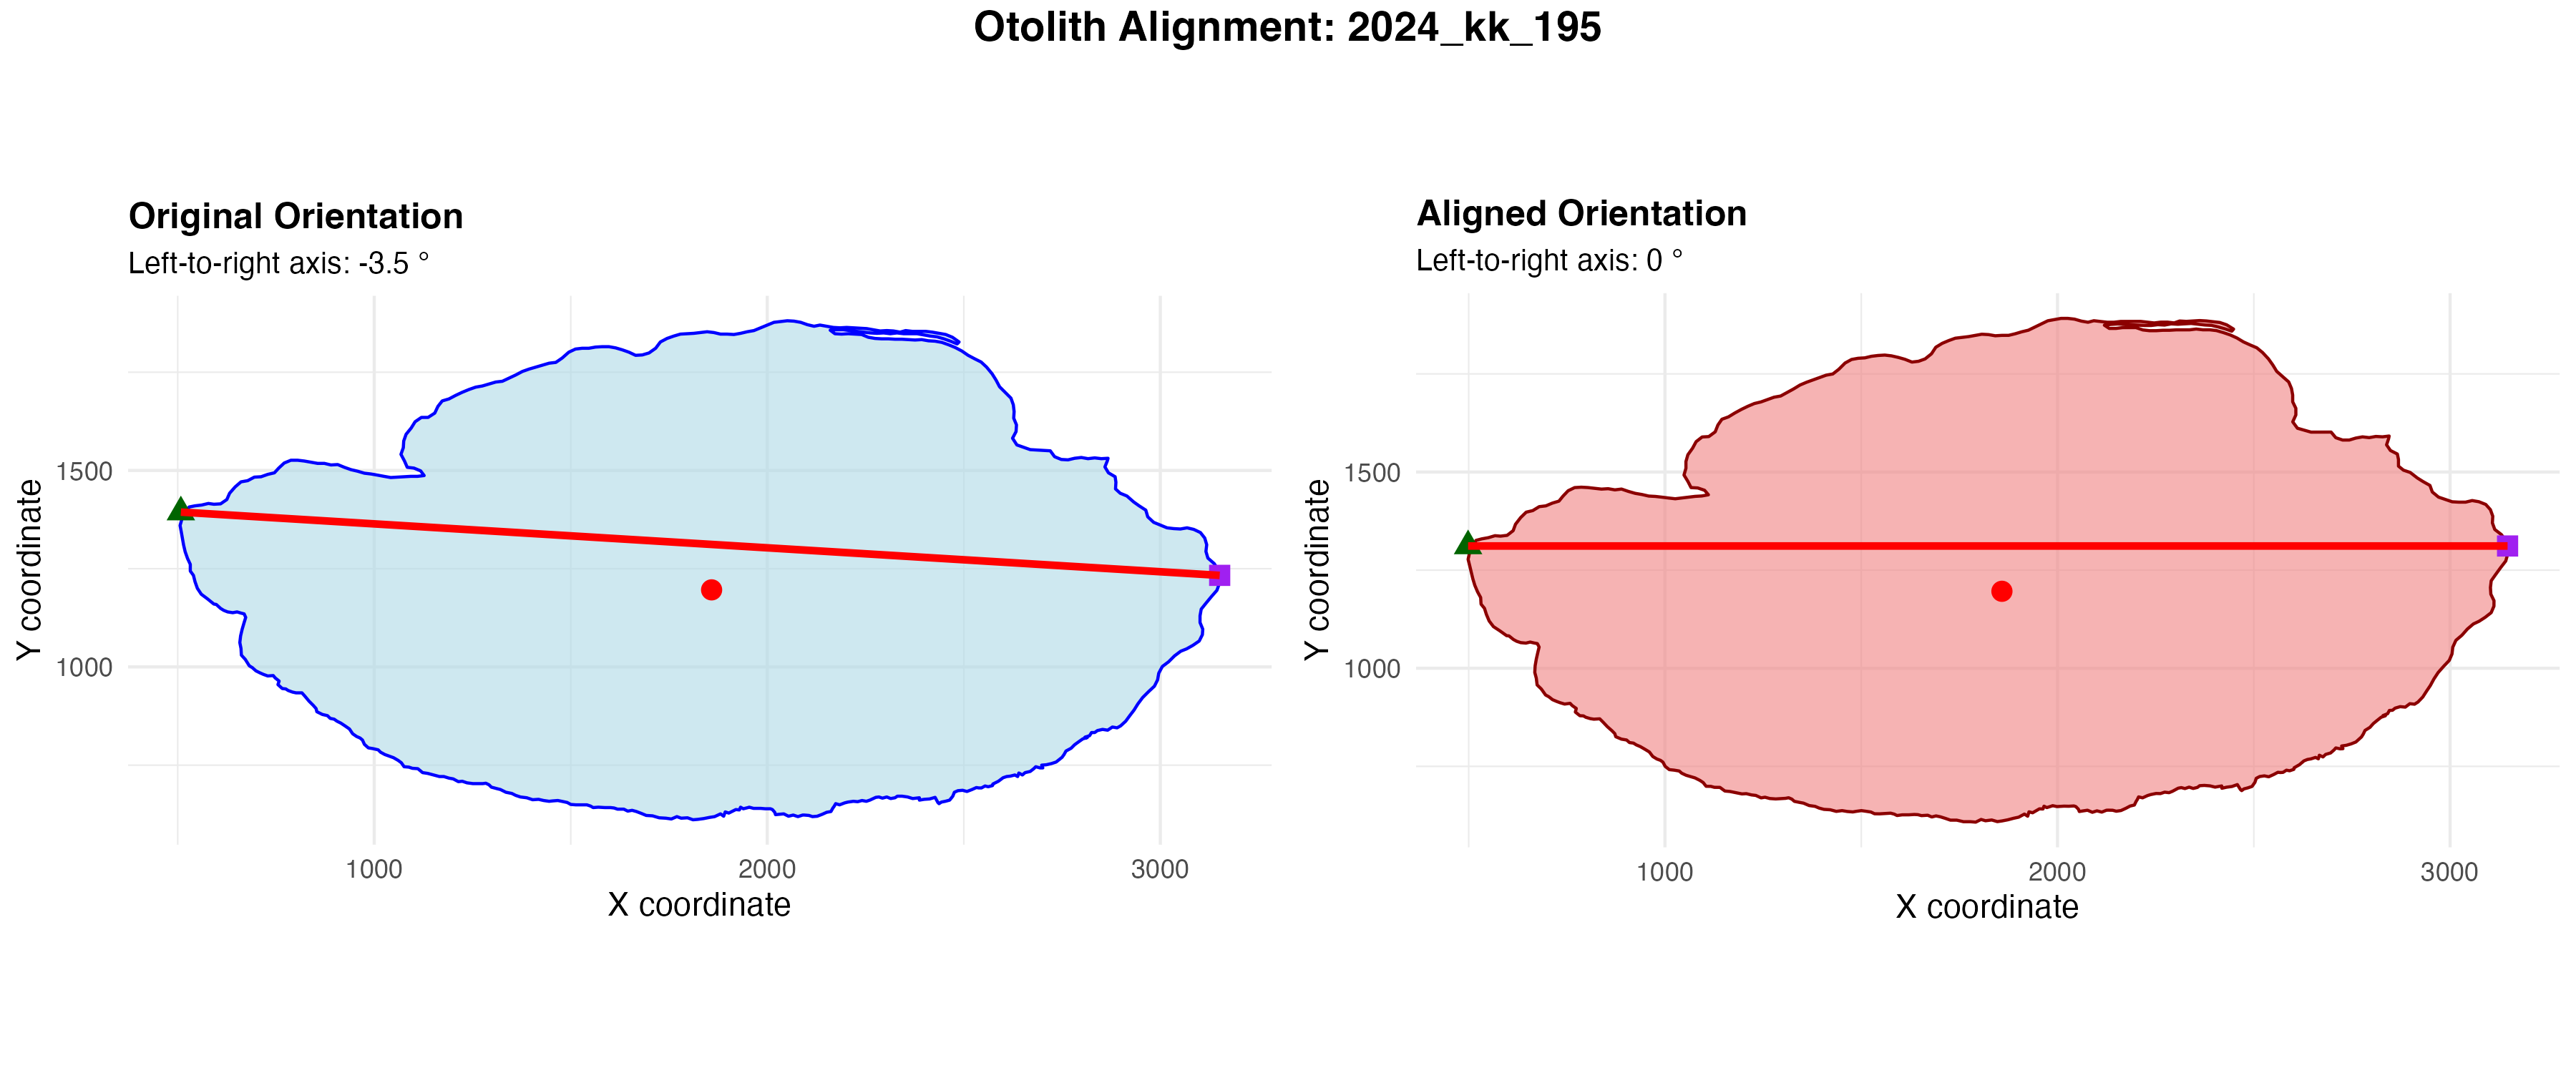 Otolith Alignment: 2024_kk_195
Original Orientation
Left-to-right axis: -3.5 °
Y coordinate
1500
1000
1000
2000
3000
X coordinate
Aligned Orientation
Left-to-right axis: 0 °
Y coordinate
1500
1000
1000
2000
3000
X coordinate